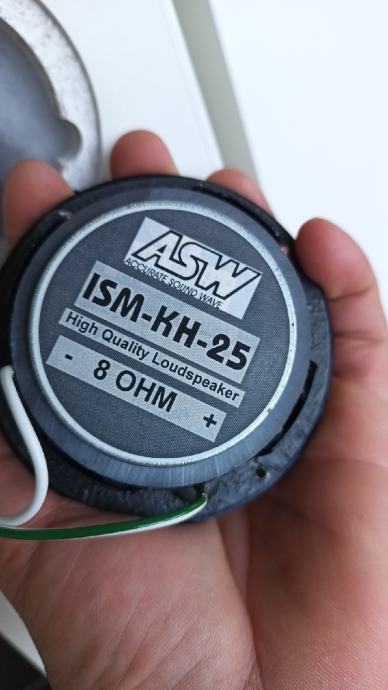 ASW
ACCURATE SOUND WAVE
ISM-KH-25
High Quality Loudspeaker
- 8 OHM +